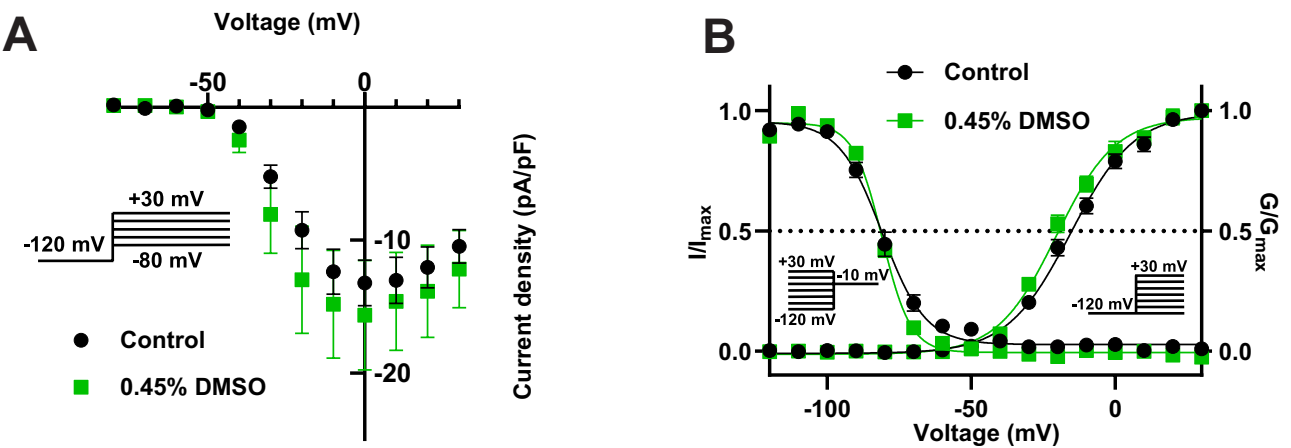 A
Voltage (mV)
-50
0
-10
-20
Current density (pA/pF)
+30 mV
-120 mV
-80 mV
Control
0.45% DMSO
B
Control
0.45% DMSO
1.0
0.5
0.0
I/Imax
1.0
0.5
0.0
G/Gmax
+30 mV
-10 mV
-120 mV
+30 mV
-120 mV
-100
-50
0
Voltage (mV)